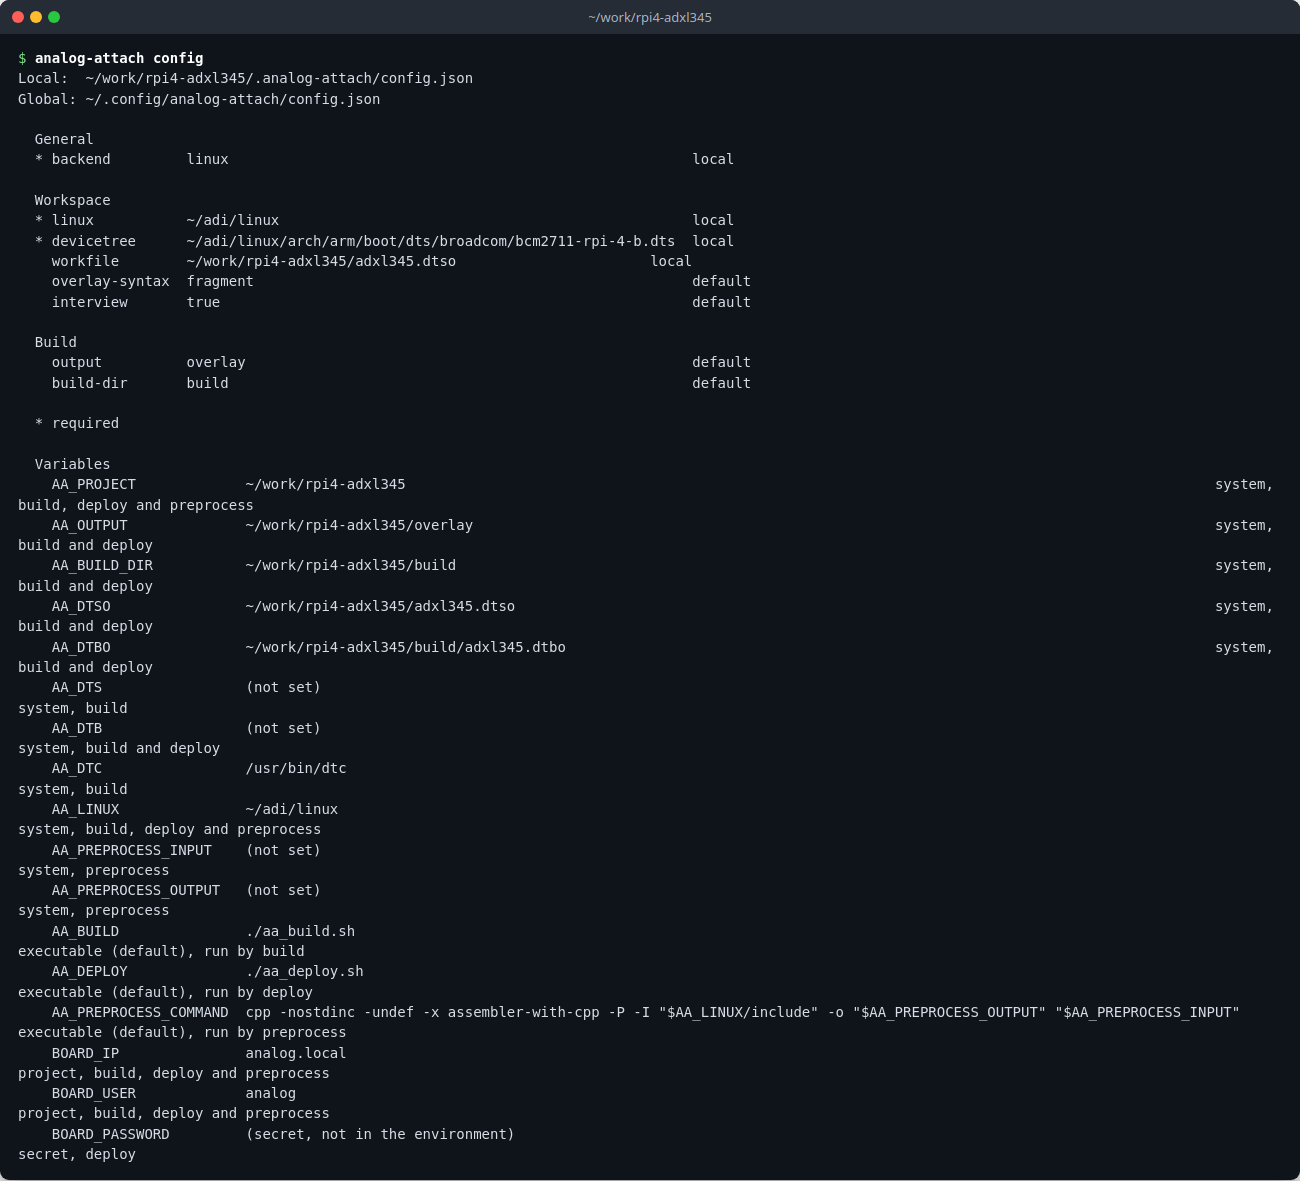 ~/work/rpi4-adxl345
$ analog-attach config
Local:  ~/work/rpi4-adxl345/.analog-attach/config.json
Global: ~/.config/analog-attach/config.json

  General
  * backend         linux                                                       local

  Workspace
  * linux           ~/adi/linux                                                 local
  * devicetree      ~/adi/linux/arch/arm/boot/dts/broadcom/bcm2711-rpi-4-b.dts  local
    workfile        ~/work/rpi4-adxl345/adxl345.dtso                       local
    overlay-syntax  fragment                                                    default
    interview       true                                                        default

  Build
    output          overlay                                                     default
    build-dir       build                                                       default

  * required

  Variables
    AA_PROJECT             ~/work/rpi4-adxl345                                                                                                system,
build, deploy and preprocess
    AA_OUTPUT              ~/work/rpi4-adxl345/overlay                                                                                        system,
build and deploy
    AA_BUILD_DIR           ~/work/rpi4-adxl345/build                                                                                          system,
build and deploy
    AA_DTSO                ~/work/rpi4-adxl345/adxl345.dtso                                                                                   system,
build and deploy
    AA_DTBO                ~/work/rpi4-adxl345/build/adxl345.dtbo                                                                             system,
build and deploy
    AA_DTS                 (not set)
system, build
    AA_DTB                 (not set)
system, build and deploy
    AA_DTC                 /usr/bin/dtc
system, build
    AA_LINUX               ~/adi/linux
system, build, deploy and preprocess
    AA_PREPROCESS_INPUT    (not set)
system, preprocess
    AA_PREPROCESS_OUTPUT   (not set)
system, preprocess
    AA_BUILD               ./aa_build.sh
executable (default), run by build
    AA_DEPLOY              ./aa_deploy.sh
executable (default), run by deploy
    AA_PREPROCESS_COMMAND  cpp -nostdinc -undef -x assembler-with-cpp -P -I "$AA_LINUX/include" -o "$AA_PREPROCESS_OUTPUT" "$AA_PREPROCESS_INPUT"
executable (default), run by preprocess
    BOARD_IP               analog.local
project, build, deploy and preprocess
    BOARD_USER             analog
project, build, deploy and preprocess
    BOARD_PASSWORD         (secret, not in the environment)
secret, deploy